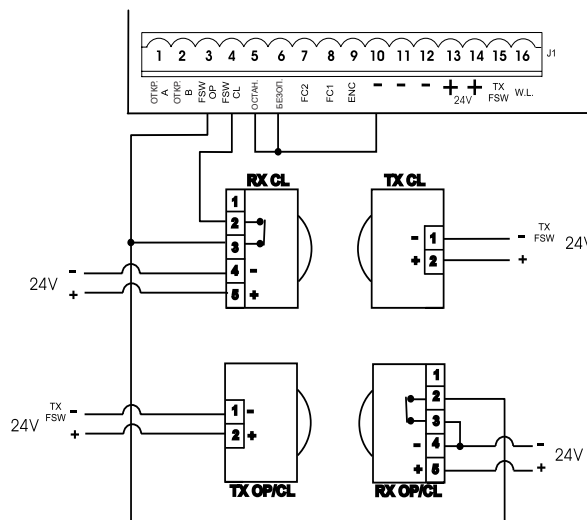 1 2 3 4 5 6 7 8 9 10 11 12 13 14 15 16 J1
ОТКР. A
ОТКР. B
FSW OP
FSW CL
ОСТАН.
БЕЗОП.
FC2
FC1
ENC
- - -
+ +
24V
TX FSW
W.L.
RX CL
1
2
3
4 -
5 +
- 24V
+
TX CL
- 1 - TX FSW 24V
+ 2 +
TX FSW - 1 -
24V
+ 2 +
TX OP/CL
1
2
3
- 4 -
24V
+ 5 +
RX OP/CL